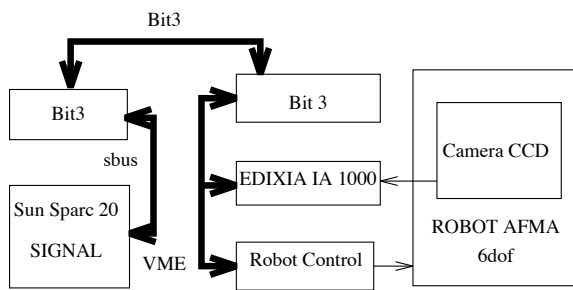 Bit3
Bit3
Bit 3
sbus
EDIXIA IA 1000
Camera CCD
Sun Sparc 20
SIGNAL
VME
Robot Control
ROBOT AFMA
6dof